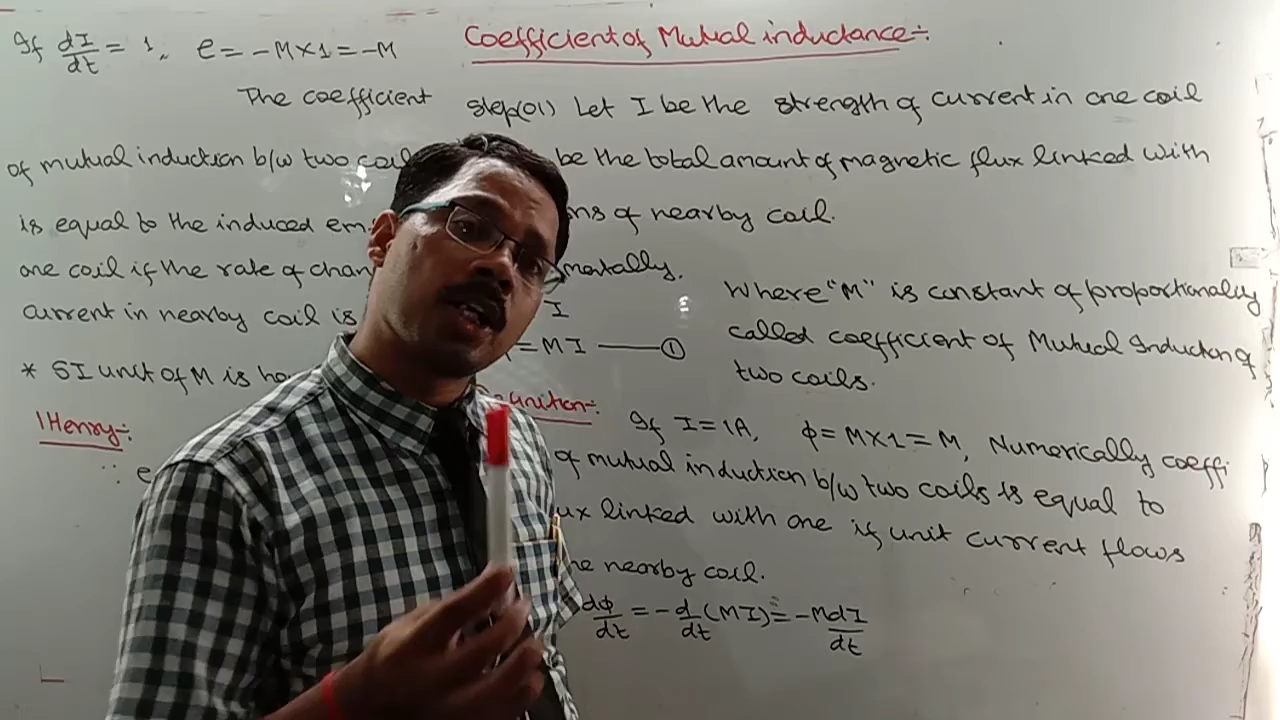 If dI/dt = 1, e = -M×1 = -M
The coefficient
of mutual induction b/w two coil
is equal to the induced em
one coil if the rate of chan
current in nearby coil is
* SI unit of M is
1 Henry:-
∵ e
Coefficient of Mutual inductance:-
Step(01) Let I be the strength of current in one coil
be the total amount of magnetic flux linked with
of nearby coil.
mentally.
I
= MI ——— ①
Where "M" is constant of proportionality
called coefficient of Mutual Induction of
two coils.
If I = 1A, φ = M×1 = M, Numerically coeffi
of mutual induction b/w two coils is equal to
ux linked with one if unit current flows
nearby coil.
dφ/dt = -d/dt (MI) = -MdI/dt